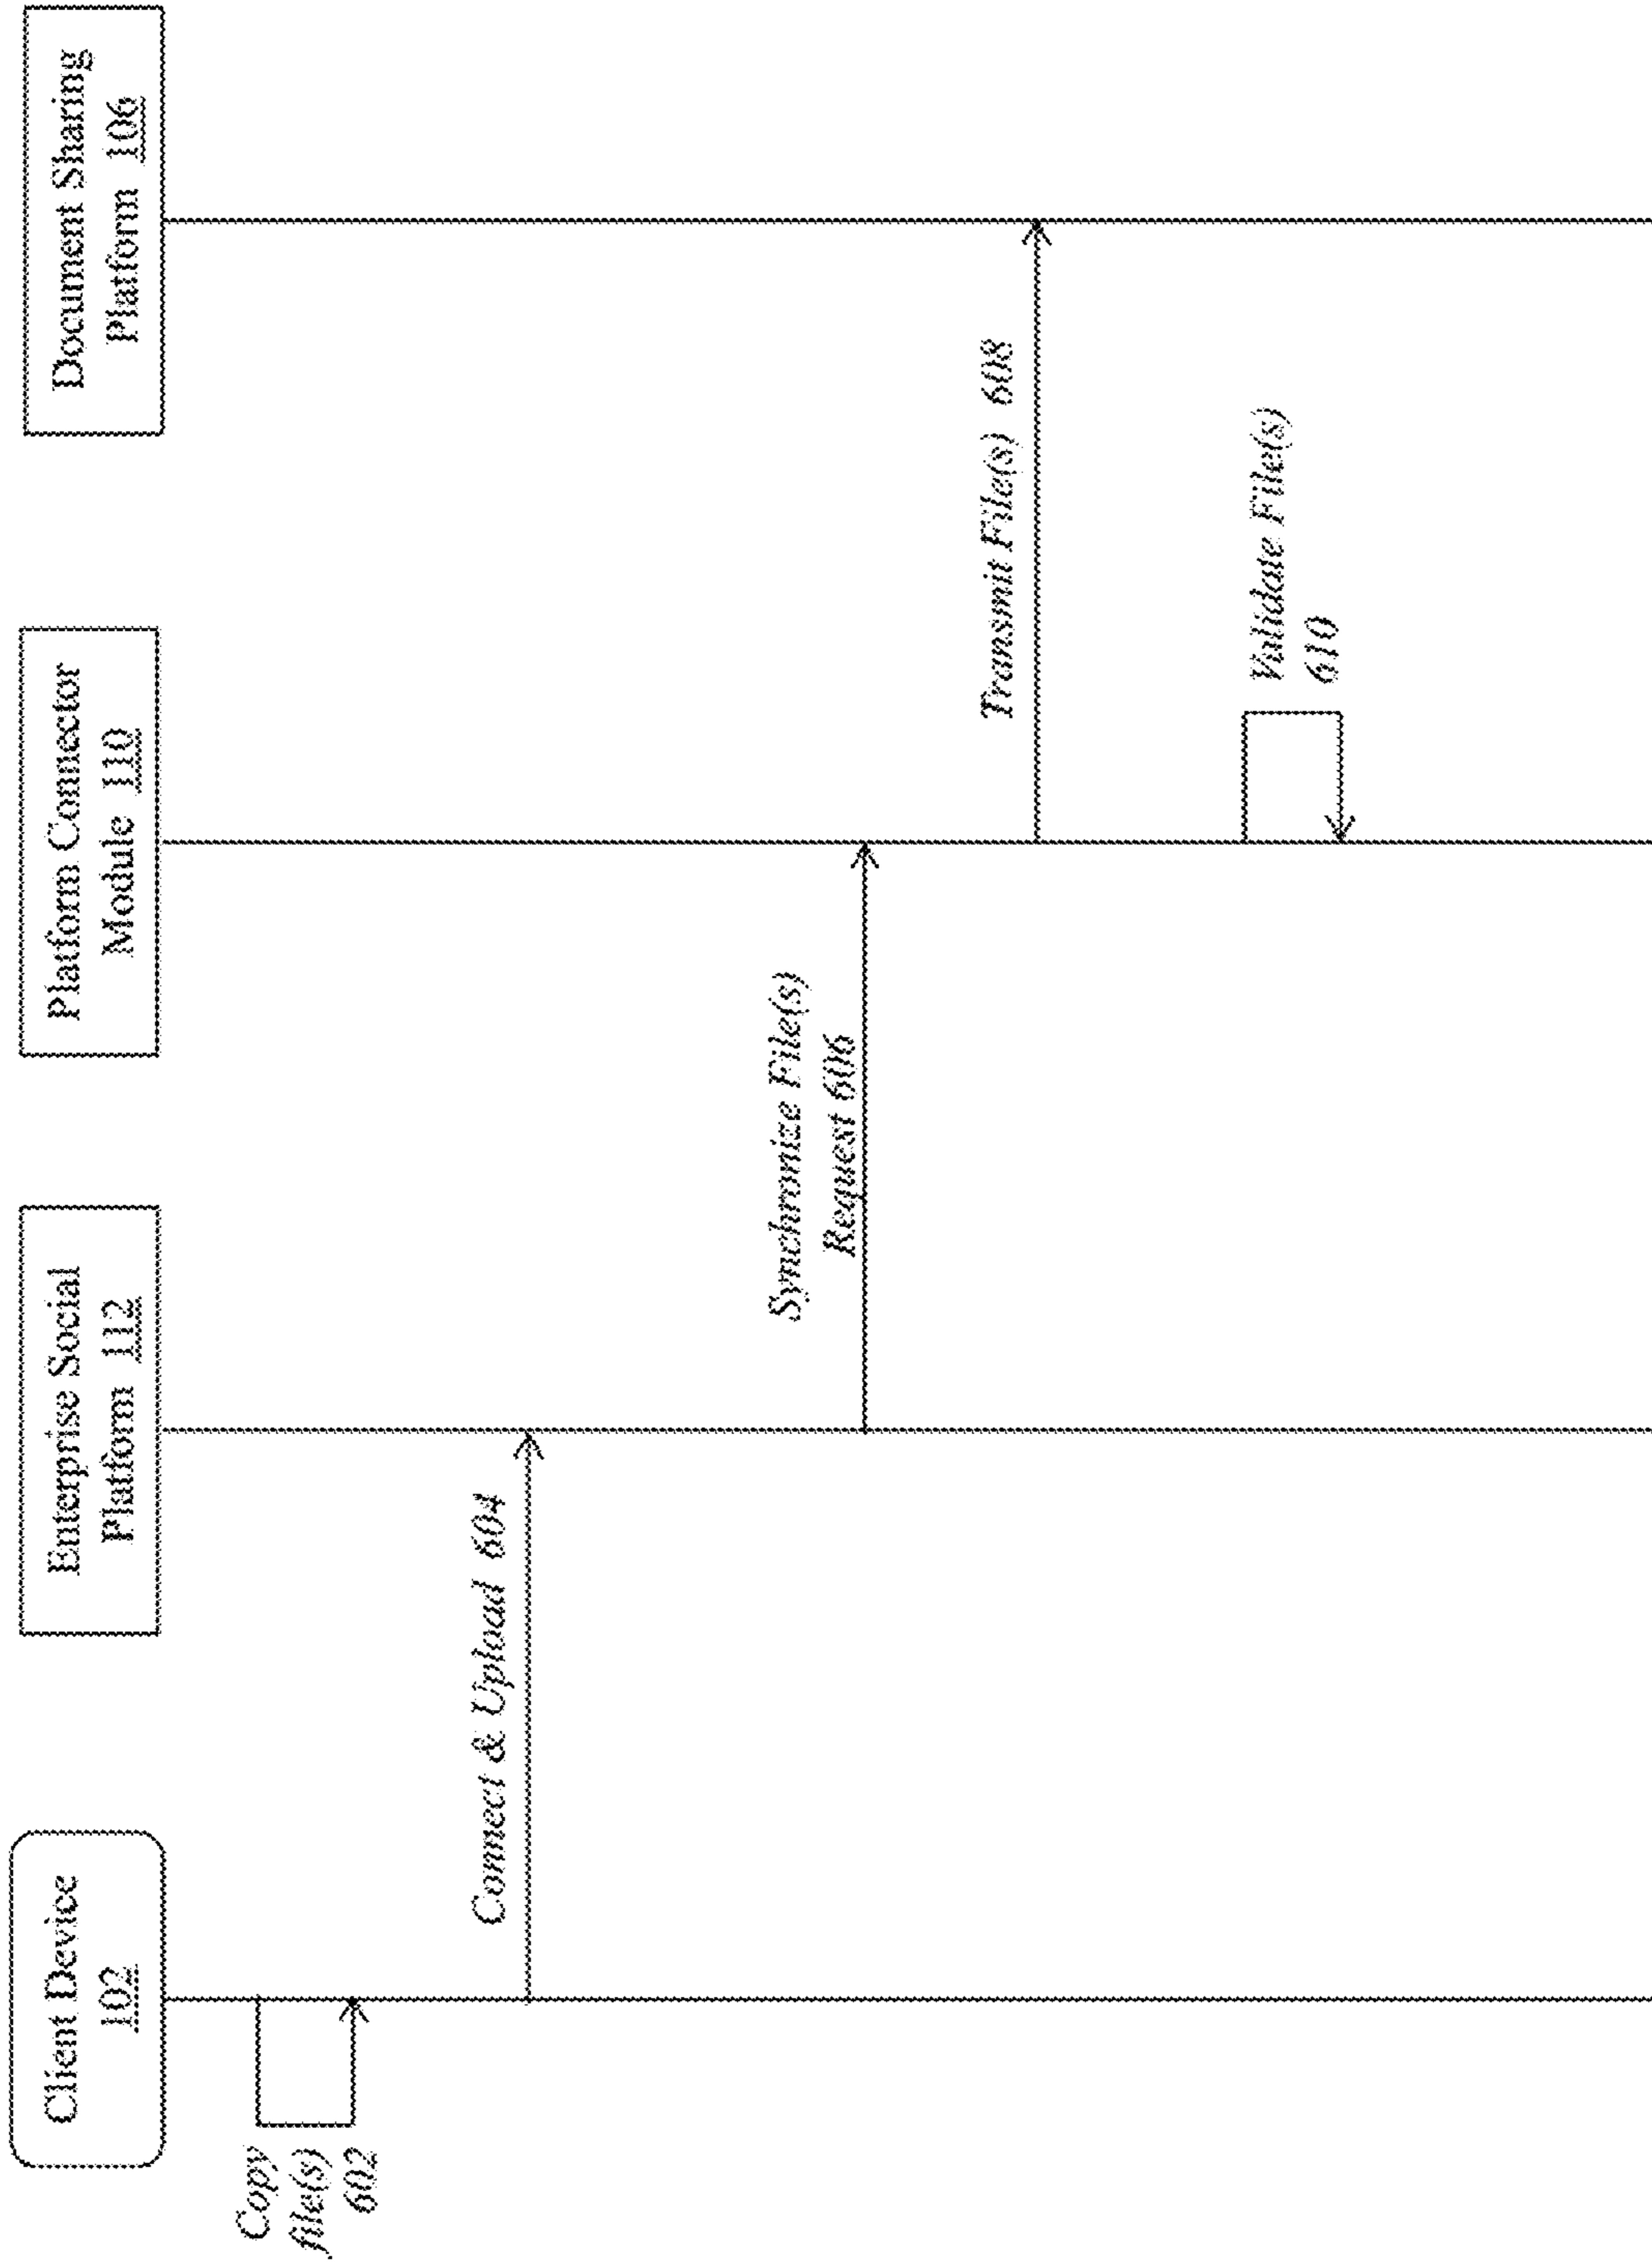 Client Device
102
Enterprise Social
Platform 112
Platform Connector
Module 110
Document Sharing
Platform 106
Copy
file(s)
602
Connect & Upload 604
Synchronize File(s)
Request 606
Transmit File(s) 608
Validate File(s)
610